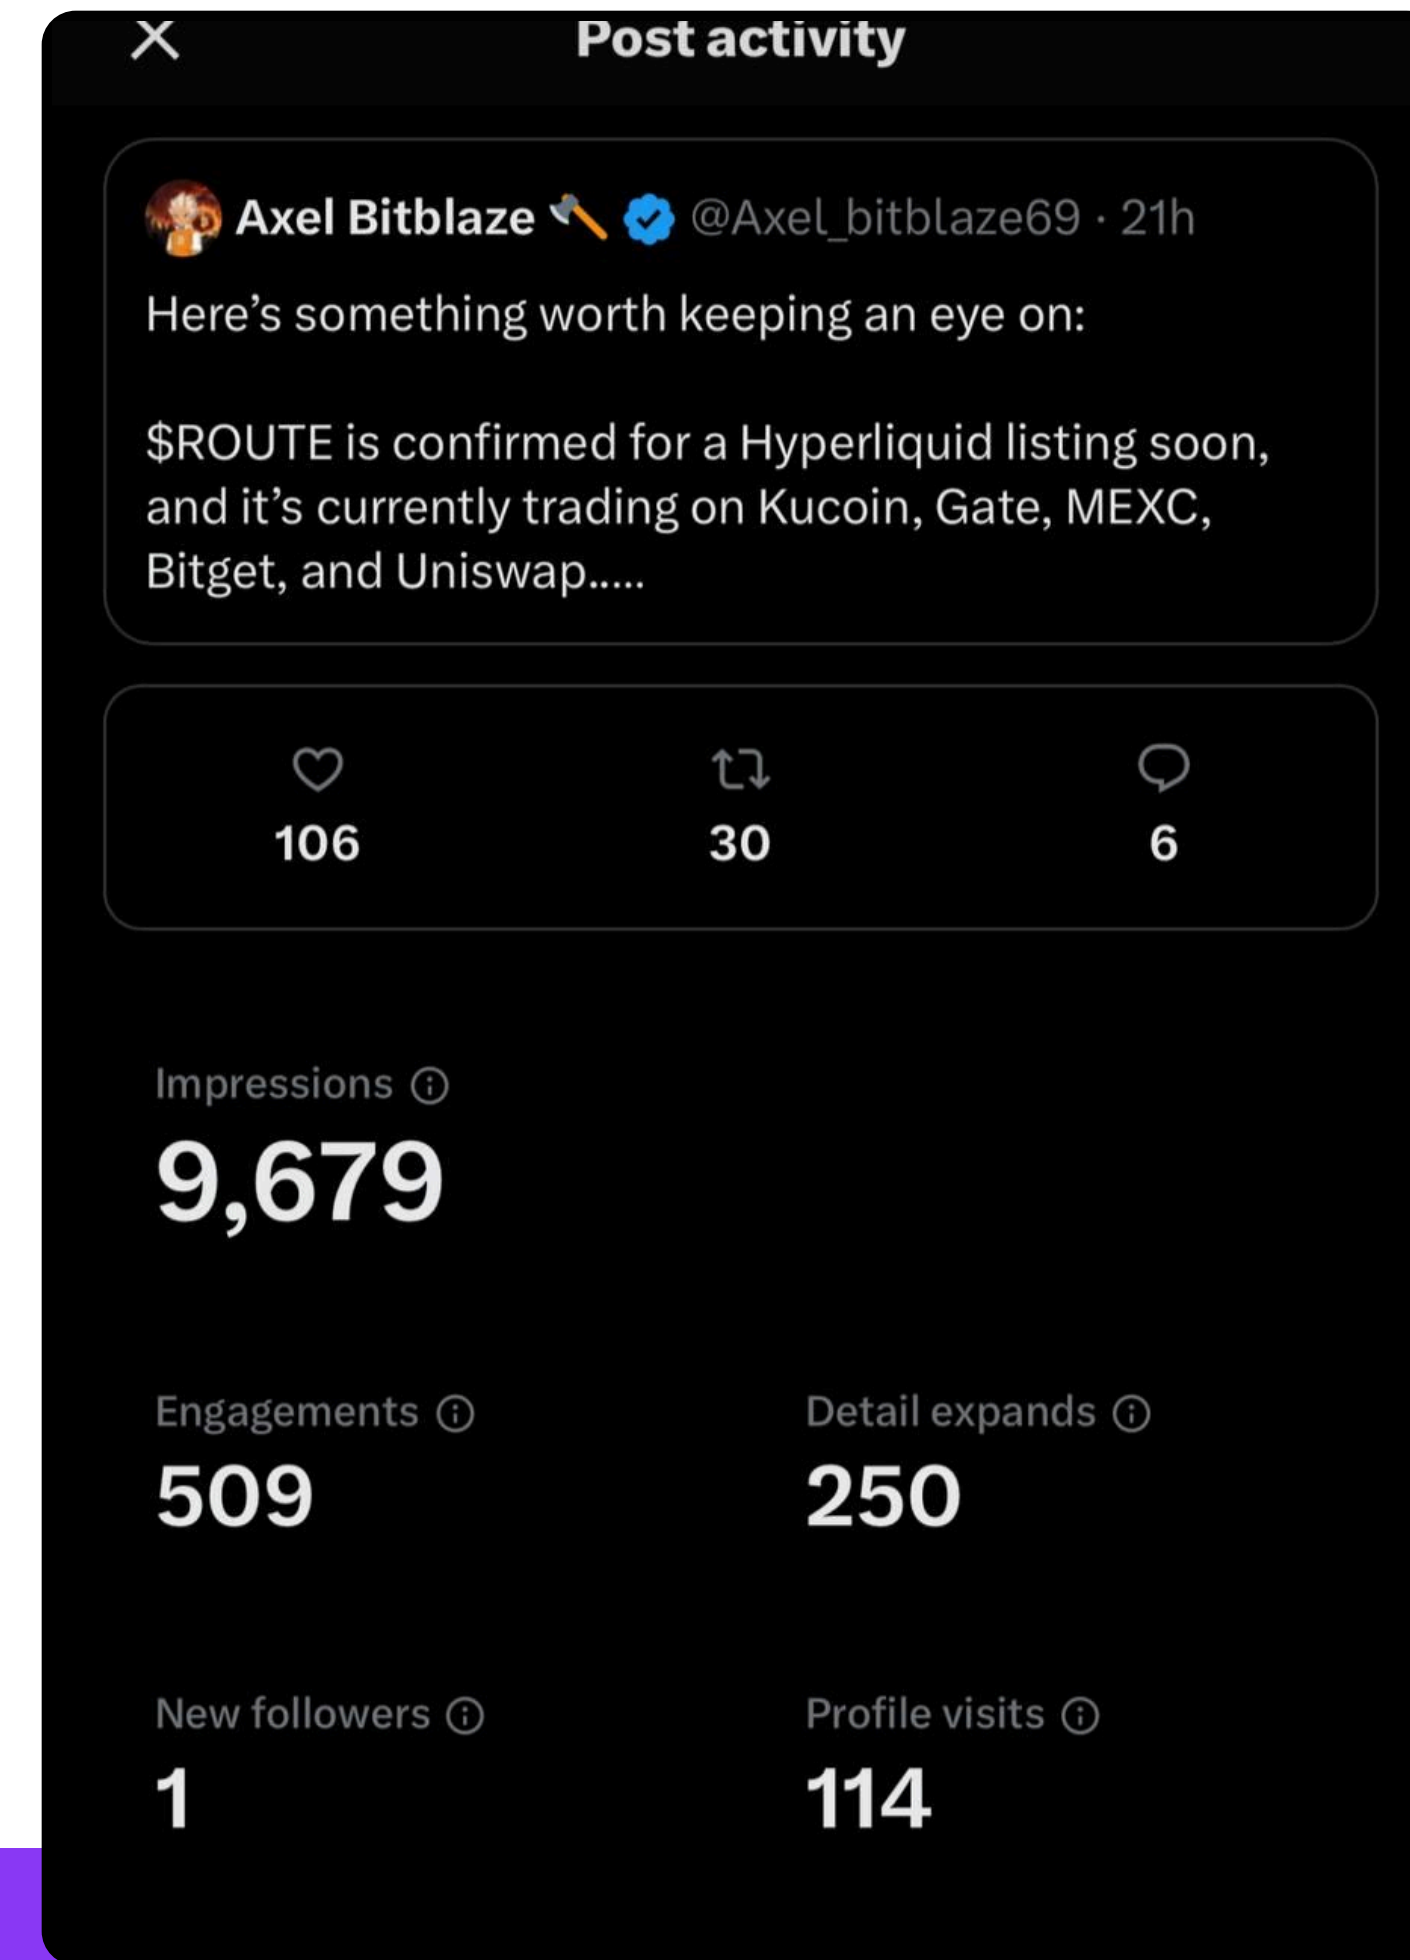 Post activity
Axel Bitblaze 🪓 @Axel_bitblaze69 · 21h
Here’s something worth keeping an eye on:
$ROUTE is confirmed for a Hyperliquid listing soon,
and it’s currently trading on Kucoin, Gate, MEXC,
Bitget, and Uniswap.....
106 30 6
Impressions
9,679
Engagements Detail expands
509 250
New followers Profile visits
1 114